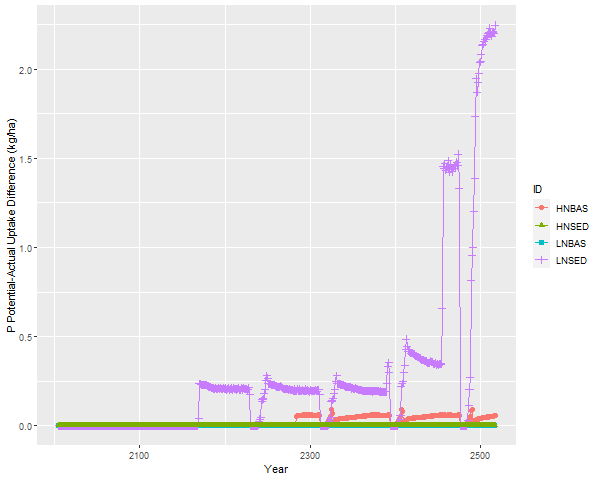 P Potential-Actual Uptake Difference (kg/ha)
2.0
1.5
1.0
0.5
0.0
2100
2300
2500
Year
ID
HNBAS
HNSED
LNBAS
LNSED